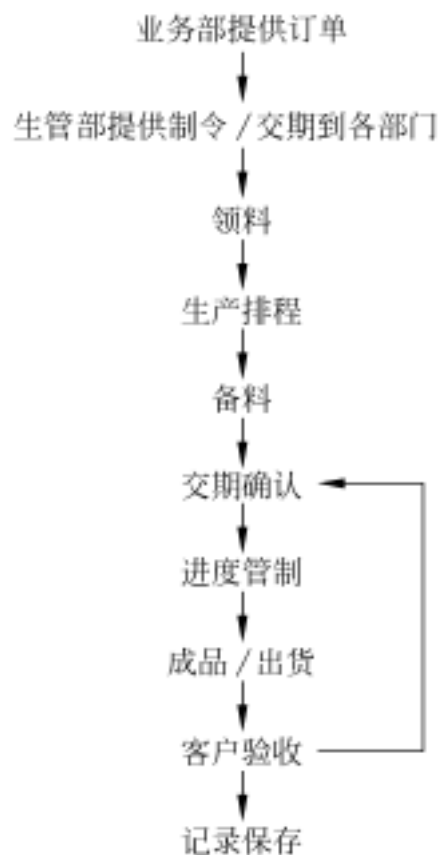 业务部提供订单
生管部提供制令/交期到各部门
领料
生产排程
备料
交期确认
进度管制
成品/出货
客户验收
记录保存